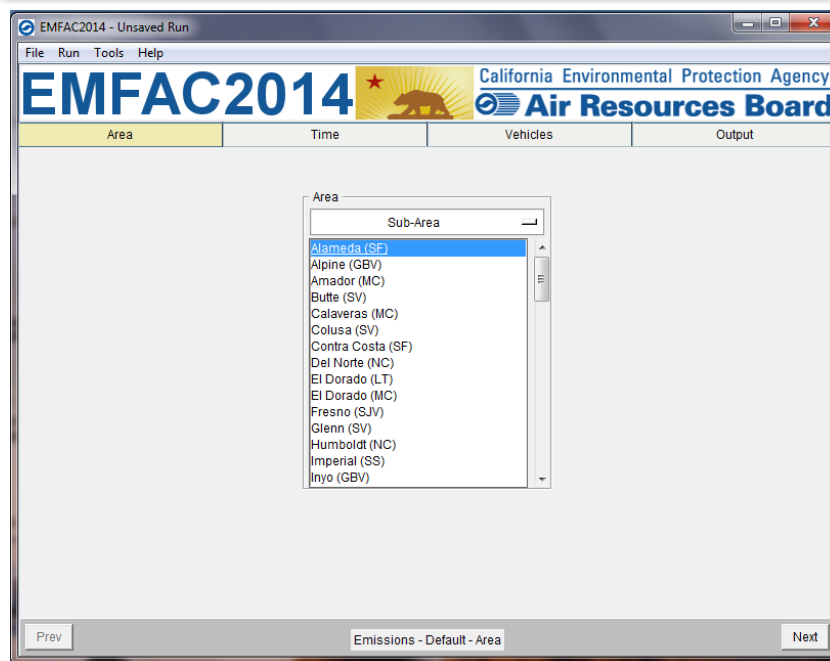 EMFAC2014 - Unsaved Run
File Run Tools Help
EMFAC2014
California Environmental Protection Agency
Air Resources Board
Area Time Vehicles Output
Area
Sub-Area
Alameda (SF)
Alpine (GBV)
Amador (MC)
Butte (SV)
Calaveras (MC)
Colusa (SV)
Contra Costa (SF)
Del Norte (NC)
El Dorado (LT)
El Dorado (MC)
Fresno (SJV)
Glenn (SV)
Humboldt (NC)
Imperial (SS)
Inyo (GBV)
Prev Emissions - Default - Area Next